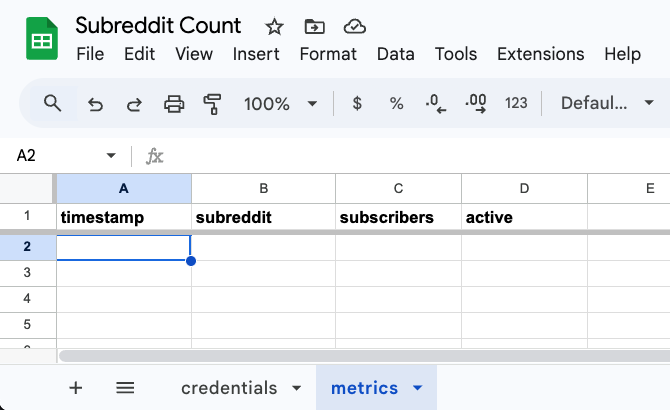 Subreddit Count
File Edit View Insert Format Data Tools Extensions Help
100% $ % .0 .00 123 Defaul...
A2 fx
A B C D E
1 timestamp subreddit subscribers active
2
3
4
5
credentials metrics